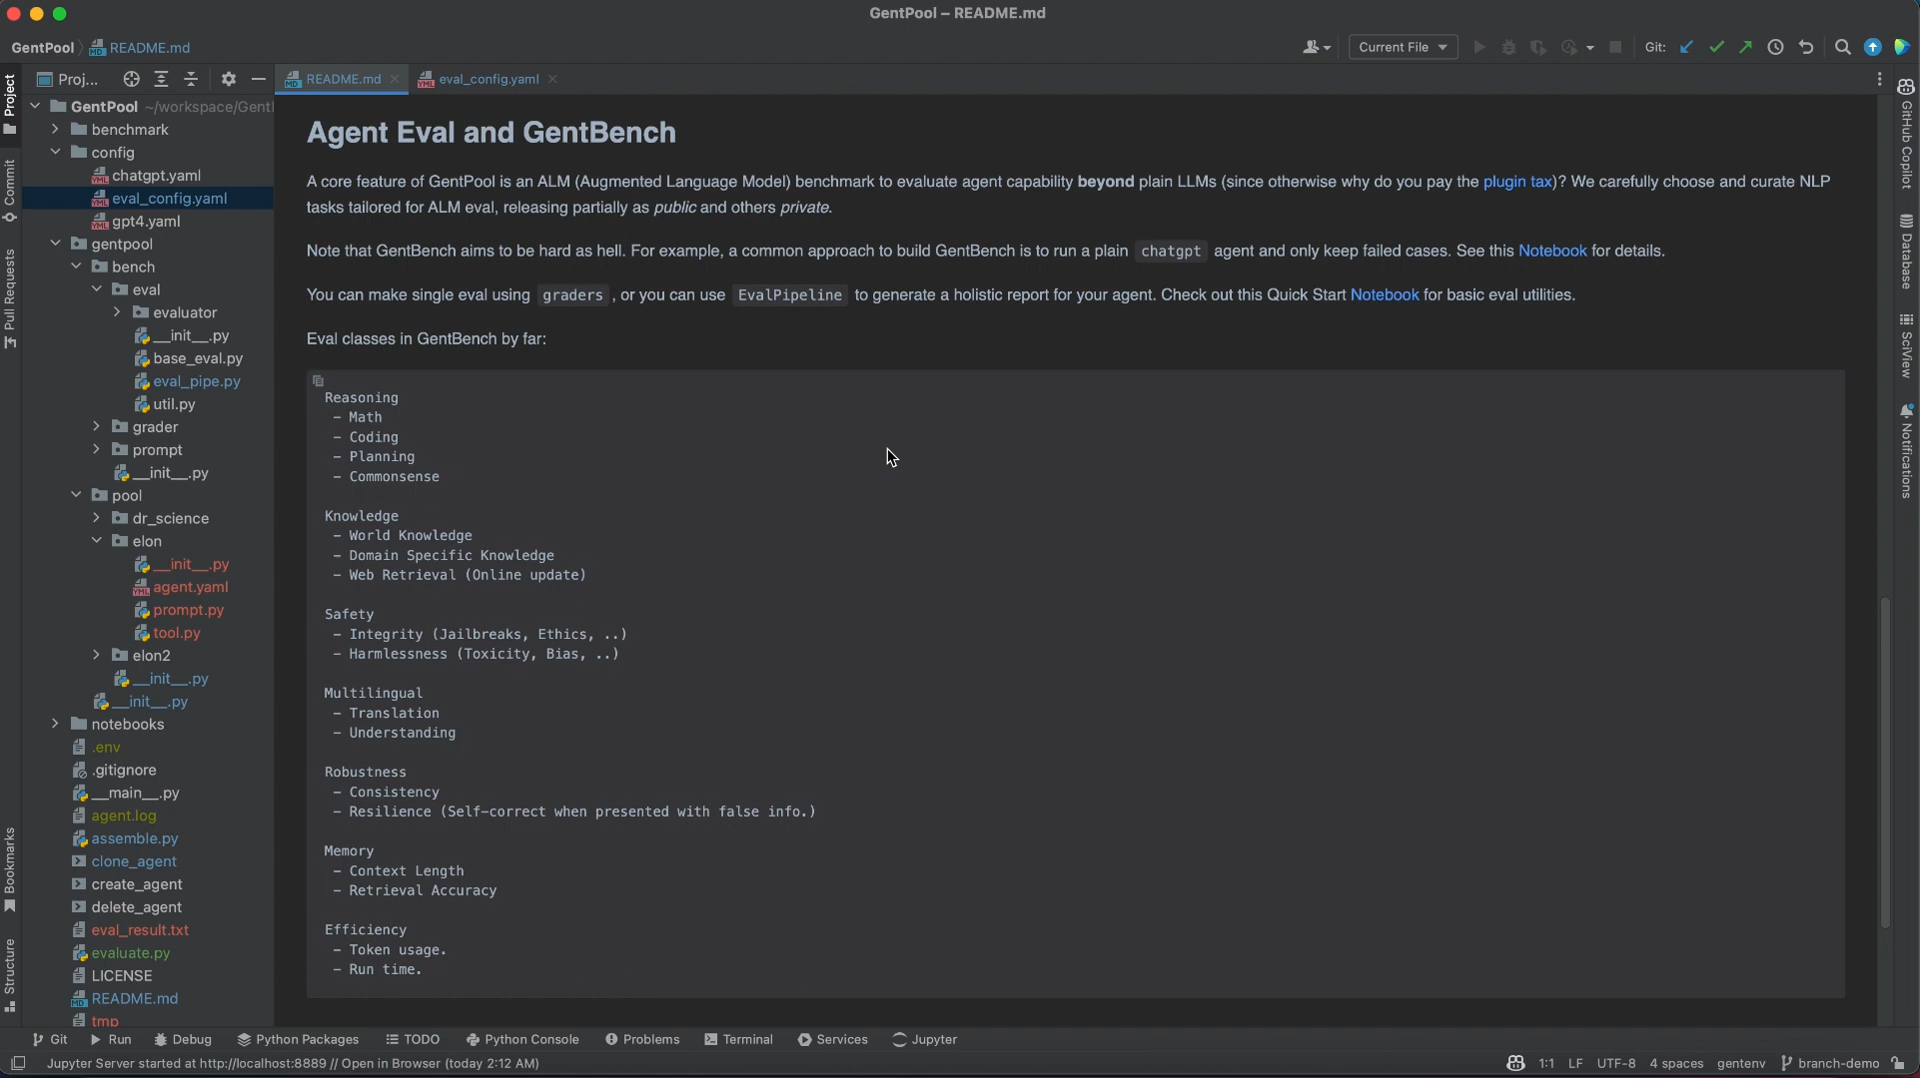 GentPool – README.md
GentPool README.md
Current File
Git:
Proj...
README.md
eval_config.yaml
Project
Commit
Pull Requests
Bookmarks
Structure
GentPool ~/workspace/Gent
benchmark
config
chatgpt.yaml
eval_config.yaml
gpt4.yaml
gentpool
bench
eval
evaluator
__init__.py
base_eval.py
eval_pipe.py
util.py
grader
prompt
__init__.py
pool
dr_science
elon
__init__.py
agent.yaml
prompt.py
tool.py
elon2
__init__.py
__init__.py
notebooks
.env
.gitignore
__main__.py
agent.log
assemble.py
clone_agent
create_agent
delete_agent
eval_result.txt
evaluate.py
LICENSE
README.md
tmp
Agent Eval and GentBench
A core feature of GentPool is an ALM (Augmented Language Model) benchmark to evaluate agent capability beyond plain LLMs (since otherwise why do you pay the plugin tax)? We carefully choose and curate NLP
tasks tailored for ALM eval, releasing partially as public and others private.
Note that GentBench aims to be hard as hell. For example, a common approach to build GentBench is to run a plain chatgpt agent and only keep failed cases. See this Notebook for details.
You can make single eval using graders , or you can use EvalPipeline to generate a holistic report for your agent. Check out this Quick Start Notebook for basic eval utilities.
Eval classes in GentBench by far:
Reasoning
- Math
- Coding
- Planning
- Commonsense
Knowledge
- World Knowledge
- Domain Specific Knowledge
- Web Retrieval (Online update)
Safety
- Integrity (Jailbreaks, Ethics, ..)
- Harmlessness (Toxicity, Bias, ..)
Multilingual
- Translation
- Understanding
Robustness
- Consistency
- Resilience (Self-correct when presented with false info.)
Memory
- Context Length
- Retrieval Accuracy
Efficiency
- Token usage.
- Run time.
GitHub Copilot
Database
SciView
Notifications
Git Run Debug Python Packages TODO Python Console Problems Terminal Services Jupyter
Jupyter Server started at http://localhost:8889 // Open in Browser (today 2:12 AM)
1:1 LF UTF-8 4 spaces gentenv branch-demo